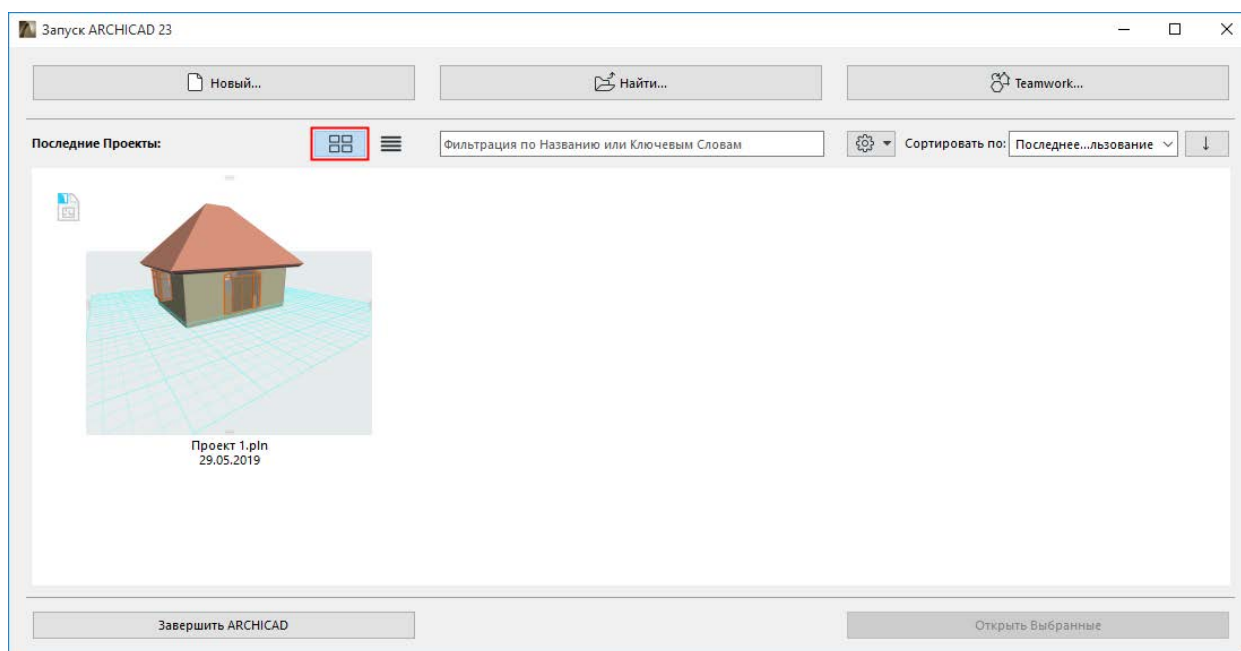 Запуск ARCHICAD 23
Новый...
Найти...
Teamwork...
Последние Проекты:
Фильтрация по Названию или Ключевым Словам
Сортировать по:
Последнее...льзование
Проект 1.pln
29.05.2019
Завершить ARCHICAD
Открыть Выбранные